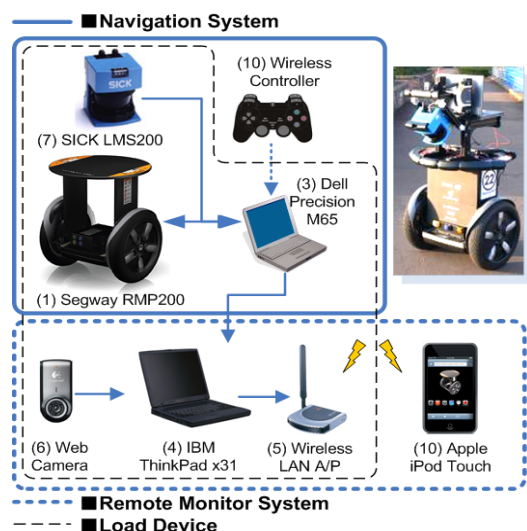 ■Navigation System
(10) Wireless
Controller
SICK
(7) SICK LMS200
(3) Dell
Precision
M65
22
(1) Segway RMP200
(6) Web
Camera
(4) IBM
ThinkPad x31
(5) Wireless
LAN A/P
(10) Apple
iPod Touch
■Remote Monitor System
■Load Device